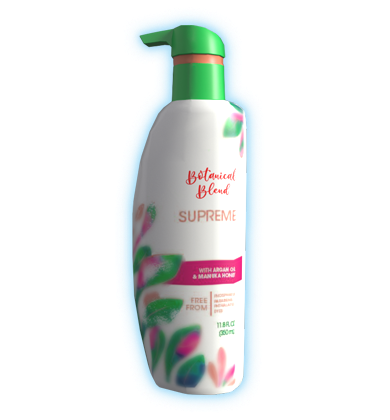 Botanical
Blend
SUPREME
WITH ARGAN OIL
& MANUKA HONEY
FREE
FROM
11.8 FL OZ
(350 mL)